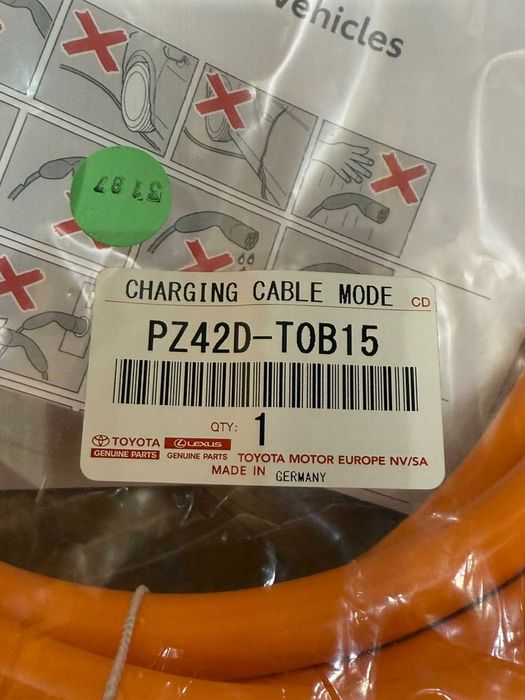 vehicles
5187
CHARGING CABLE MODE CD
PZ42D-T0B15
QTY: 1
TOYOTA LEXUS
GENUINE PARTS GENUINE PARTS TOYOTA MOTOR EUROPE NV/SA
MADE IN GERMANY